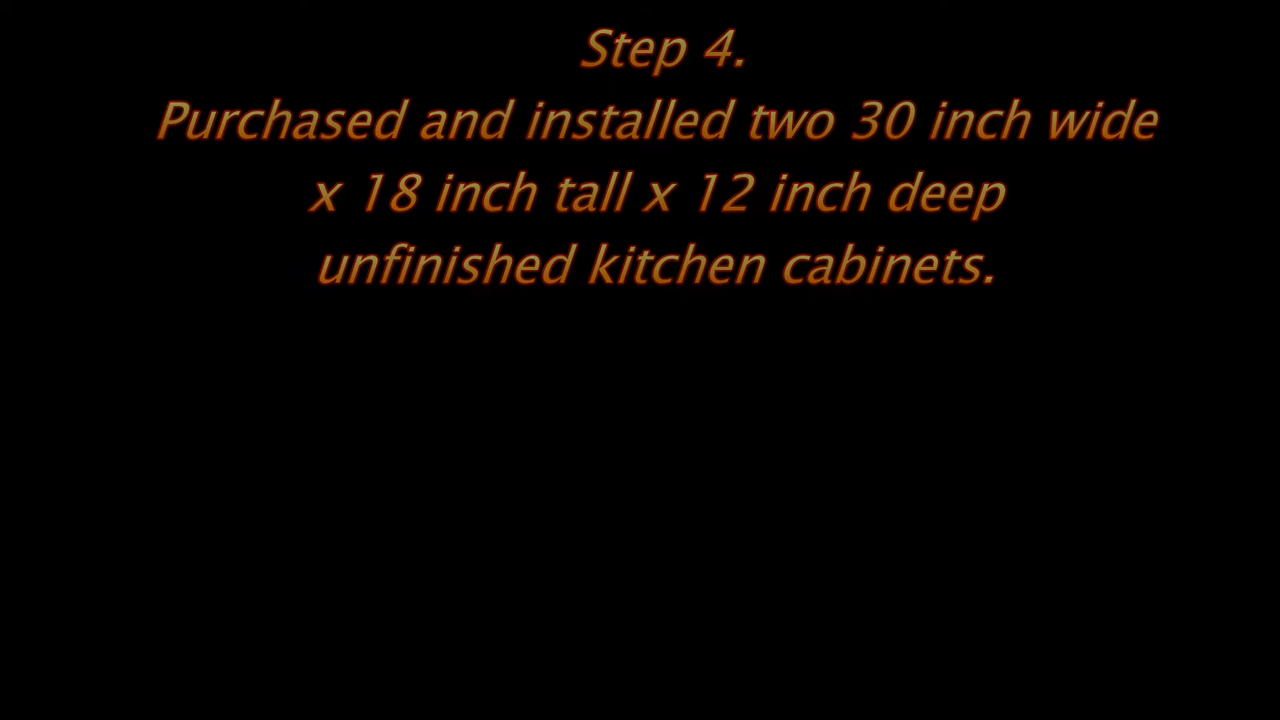 Step 4.
Purchased and installed two 30 inch wide
x 18 inch tall x 12 inch deep
unfinished kitchen cabinets.